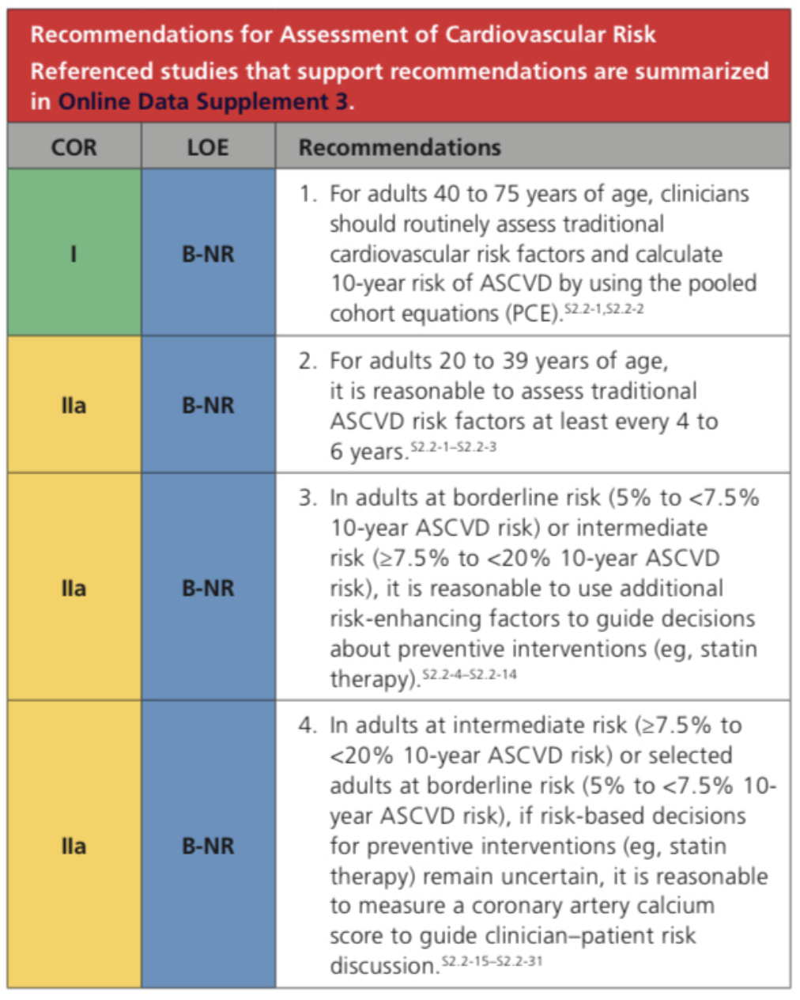 Recommendations for Assessment of Cardiovascular Risk
Referenced studies that support recommendations are summarized
in Online Data Supplement 3.
COR LOE Recommendations
I B-NR 1. For adults 40 to 75 years of age, clinicians
should routinely assess traditional
cardiovascular risk factors and calculate
10-year risk of ASCVD by using the pooled
cohort equations (PCE).S2.2-1,S2.2-2
IIa B-NR 2. For adults 20 to 39 years of age,
it is reasonable to assess traditional
ASCVD risk factors at least every 4 to
6 years.S2.2-1–S2.2-3
IIa B-NR 3. In adults at borderline risk (5% to <7.5%
10-year ASCVD risk) or intermediate
risk (≥7.5% to <20% 10-year ASCVD
risk), it is reasonable to use additional
risk-enhancing factors to guide decisions
about preventive interventions (eg, statin
therapy).S2.2-4–S2.2-14
IIa B-NR 4. In adults at intermediate risk (≥7.5% to
<20% 10-year ASCVD risk) or selected
adults at borderline risk (5% to <7.5% 10-
year ASCVD risk), if risk-based decisions
for preventive interventions (eg, statin
therapy) remain uncertain, it is reasonable
to measure a coronary artery calcium
score to guide clinician–patient risk
discussion.S2.2-15–S2.2-31